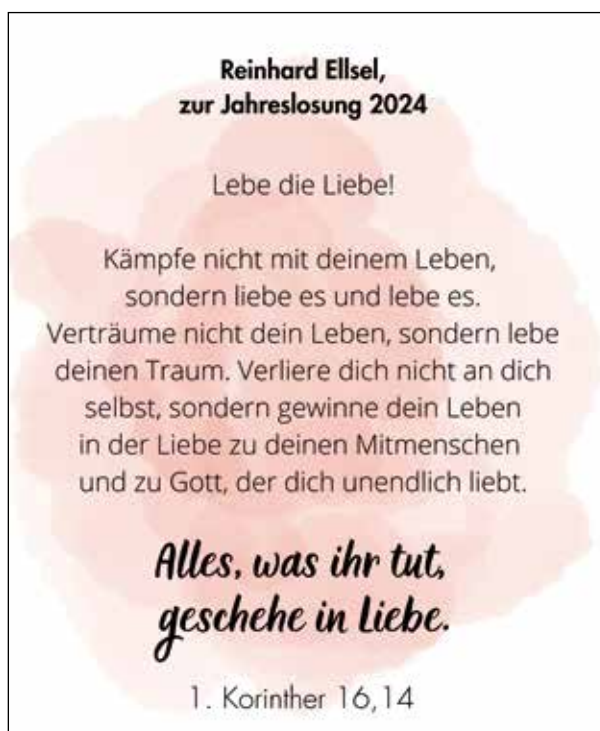 Reinhard Ellsel,
zur Jahreslosung 2024
Lebe die Liebe!
Kämpfe nicht mit deinem Leben,
sondern liebe es und lebe es.
Verträume nicht dein Leben, sondern lebe
deinen Traum. Verliere dich nicht an dich
selbst, sondern gewinne dein Leben
in der Liebe zu deinen Mitmenschen
und zu Gott, der dich unendlich liebt.
Alles, was ihr tut,
geschehe in Liebe.
1. Korinther 16,14